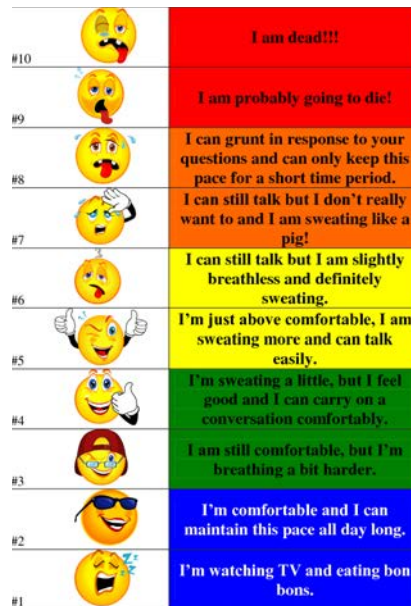 #10
I am dead!!!
#9
I am probably going to die!
#8
I can grunt in response to your
questions and can only keep this
pace for a short time period.
#7
I can still talk but I don't really
want to and I am sweating like a
pig!
#6
I can still talk but I am slightly
breathless and definitely
sweating.
#5
I'm just above comfortable, I am
sweating more and can talk
easily.
#4
I'm sweating a little, but I feel
good and I can carry on a
conversation comfortably.
#3
I am still comfortable, but I'm
breathing a bit harder.
#2
I'm comfortable and I can
maintain this pace all day long.
#1
I'm watching TV and eating bon
bons.